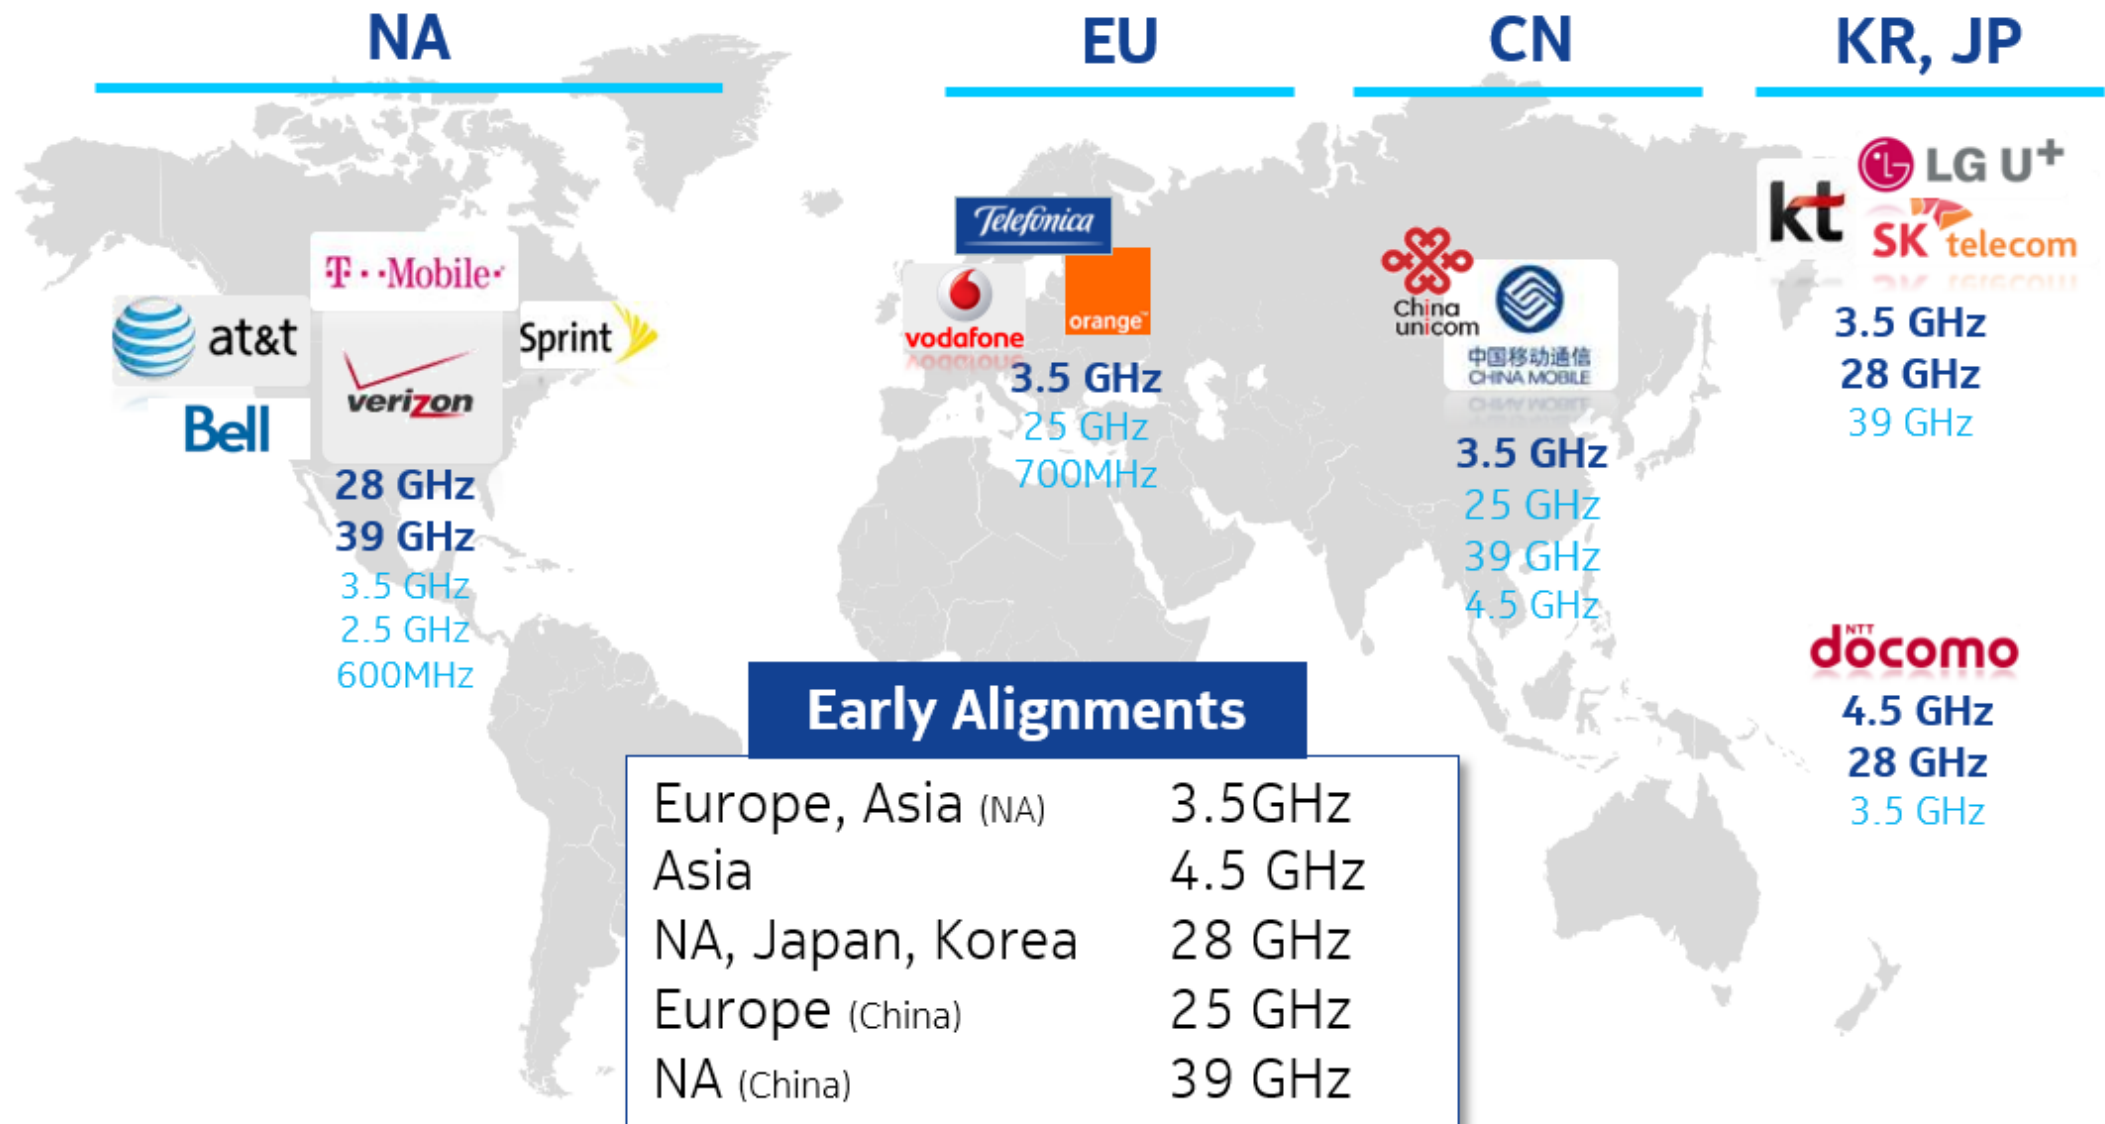 NA
EU
CN
KR, JP
T··Mobile·
at&t
verizon
Sprint
Bell
28 GHz
39 GHz
3.5 GHz
2.5 GHz
600MHz
Telefónica
vodafone
orange™
3.5 GHz
25 GHz
700MHz
China
unicom
中国移动通信
CHINA MOBILE
3.5 GHz
25 GHz
39 GHz
4.5 GHz
LG U+
kt
SK telecom
3.5 GHz
28 GHz
39 GHz
NTT
döcomo
4.5 GHz
28 GHz
3.5 GHz
Early Alignments
Europe, Asia (NA) 3.5GHz
Asia 4.5 GHz
NA, Japan, Korea 28 GHz
Europe (China) 25 GHz
NA (China) 39 GHz